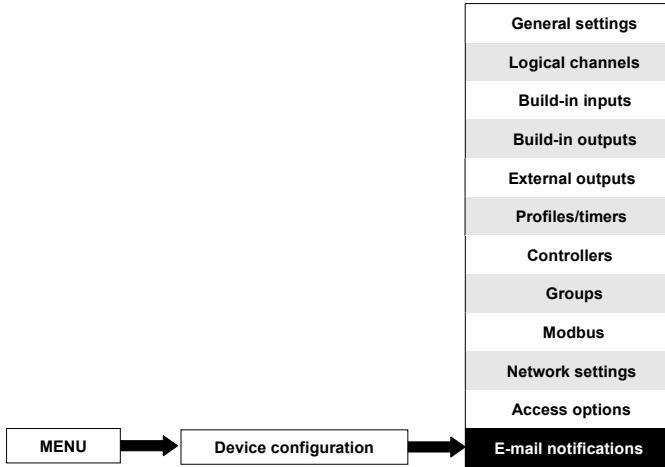 General settings
Logical channels
Build-in inputs
Build-in outputs
External outputs
Profiles/timers
Controllers
Groups
Modbus
Network settings
Access options
MENU
Device configuration
E-mail notifications